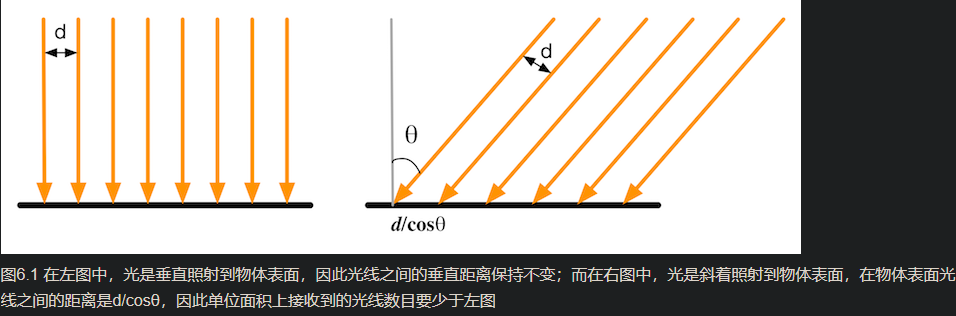 d
d
θ
d/cosθ
图6.1 在左图中，光是垂直照射到物体表面，因此光线之间的垂直距离保持不变；而在右图中，光是斜着照射到物体表面，在物体表面光
线之间的距离是d/cosθ，因此单位面积上接收到的光线数目要少于左图